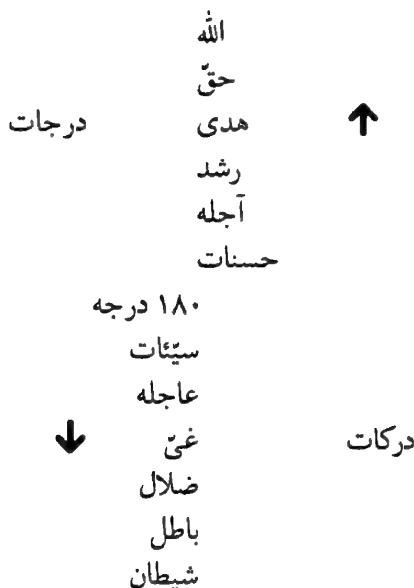 الله
حقّ
هدی درجات
رشد
آجله
حسنات
۱۸۰ درجه
سیّئات
عاجله
درکات غیّ
ضلال
باطل
شیطان